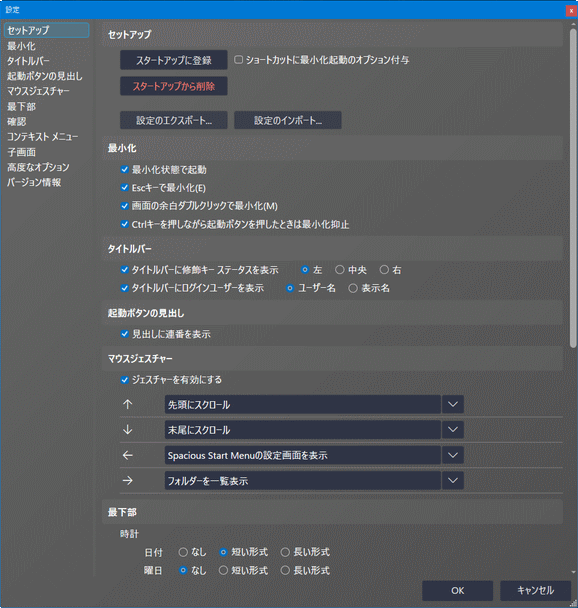 設定
セットアップ
最小化
タイトルバー
起動ボタンの見出し
マウスジェスチャー
最下部
確認
コンテキスト メニュー
子画面
高度なオプション
バージョン情報
セットアップ
スタートアップに登録 ショートカットに最小化起動のオプション付与
スタートアップから削除
設定のエクスポート... 設定のインポート...
最小化
最小化状態で起動
Escキーで最小化(E)
画面の余白ダブルクリックで最小化(M)
Ctrlキーを押しながら起動ボタンを押したときは最小化抑止
タイトルバー
タイトルバーに修飾キー ステータスを表示 左 中央 右
タイトルバーにログインユーザーを表示 ユーザー名 表示名
起動ボタンの見出し
見出しに連番を表示
マウスジェスチャー
ジェスチャーを有効にする
↑ 先頭にスクロール
↓ 末尾にスクロール
← Spacious Start Menuの設定画面を表示
→ フォルダーを一覧表示
最下部
時計
日付 なし 短い形式 長い形式
曜日 なし 短い形式 長い形式
OK キャンセル